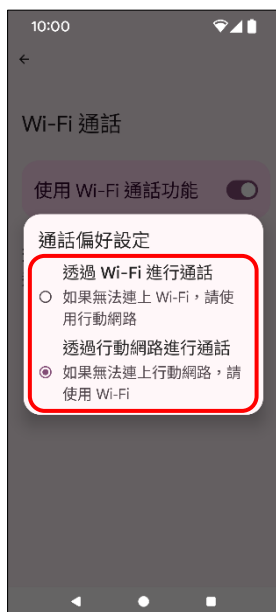 10:00
Wi-Fi 通話
使用 Wi-Fi 通話功能
通話偏好設定
透過 Wi-Fi 進行通話
如果無法連上 Wi-Fi，請使
用行動網路
透過行動網路進行通話
如果無法連上行動網路，請
使用 Wi-Fi